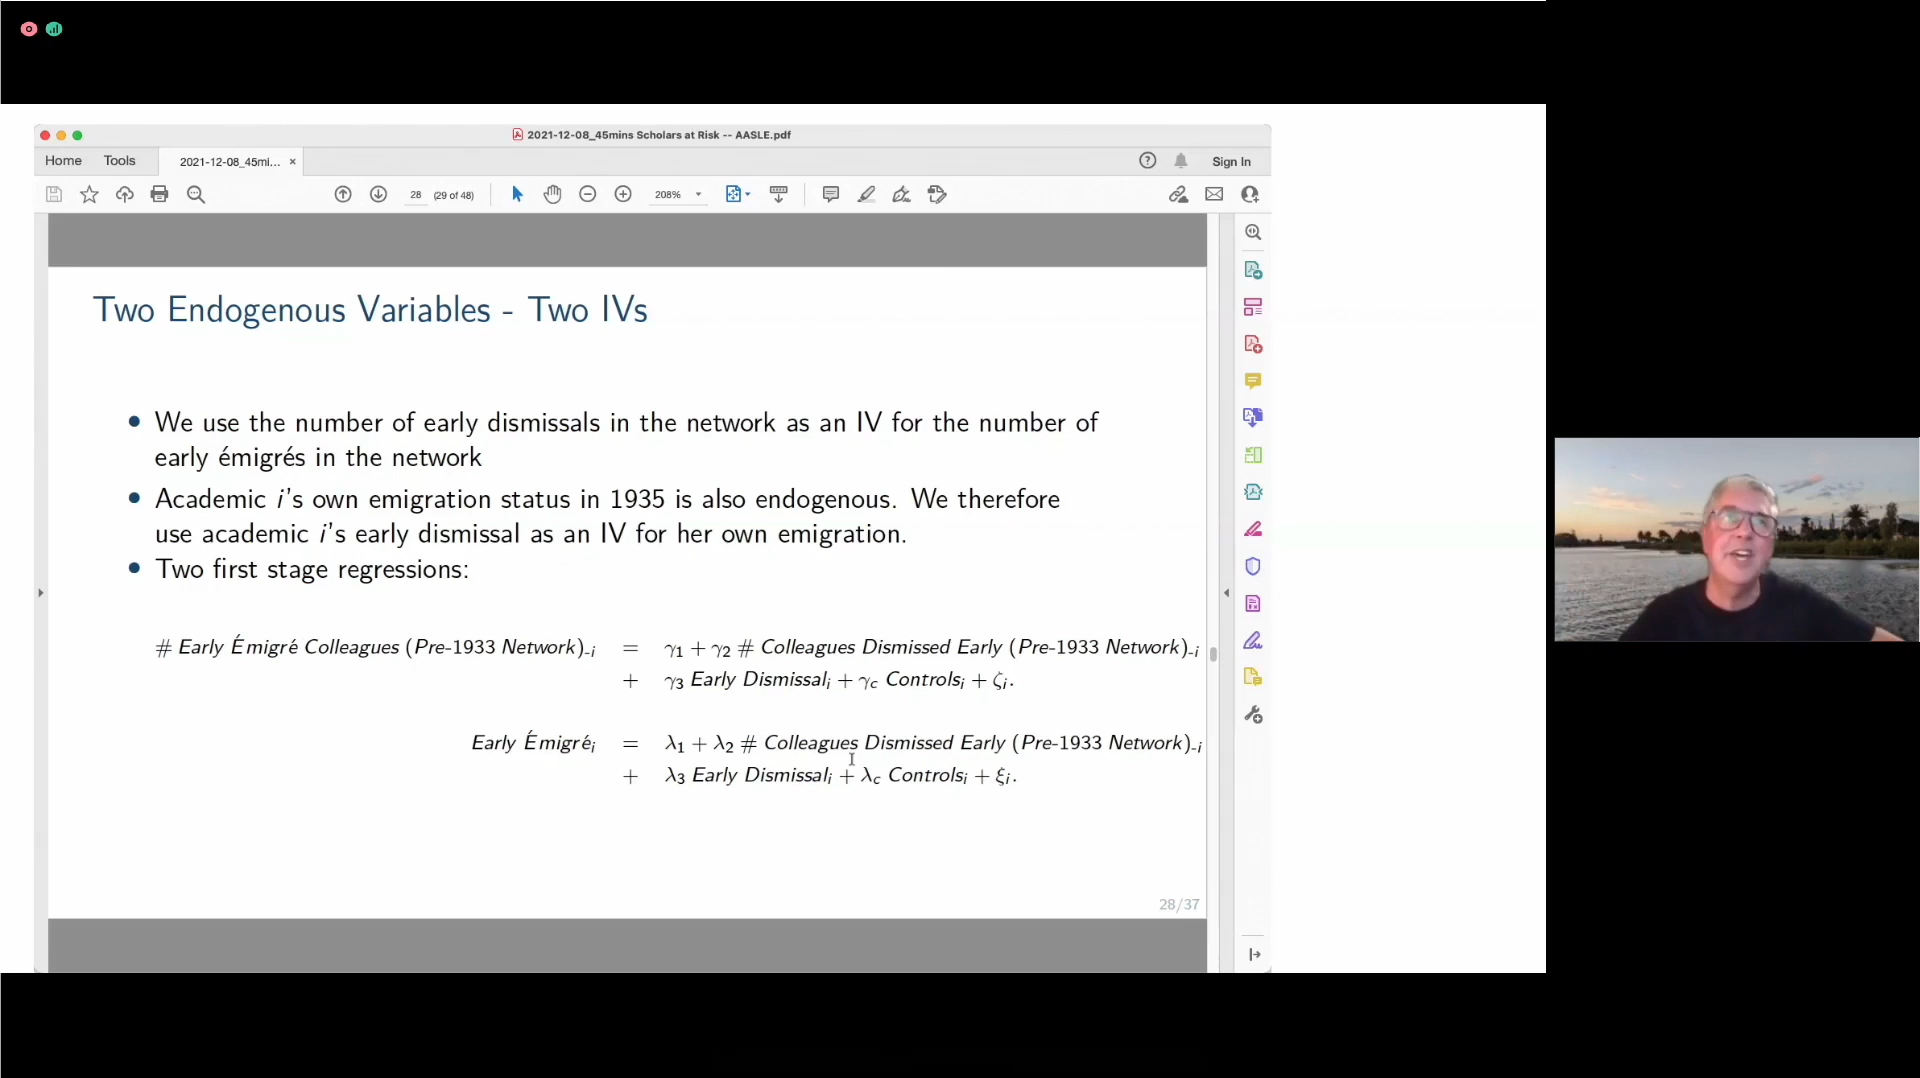 2021-12-08_45mins Scholars at Risk -- AASLE.pdf
Home Tools 2021-12-08_45mi... × Sign In
28 (29 of 48) 208%
Two Endogenous Variables - Two IVs
We use the number of early dismissals in the network as an IV for the number of
early émigrés in the network
Academic i's own emigration status in 1935 is also endogenous. We therefore
use academic i's early dismissal as an IV for her own emigration.
Two first stage regressions:
# Early Émigré Colleagues (Pre-1933 Network)₋ᵢ = γ₁ + γ₂ # Colleagues Dismissed Early (Pre-1933 Network)₋ᵢ
+ γ₃ Early Dismissalᵢ + γ_c Controlsᵢ + ζᵢ.
Early Émigréᵢ = λ₁ + λ₂ # Colleagues Dismissed Early (Pre-1933 Network)₋ᵢ
+ λ₃ Early Dismissalᵢ + λ_c Controlsᵢ + ξᵢ.
28/37